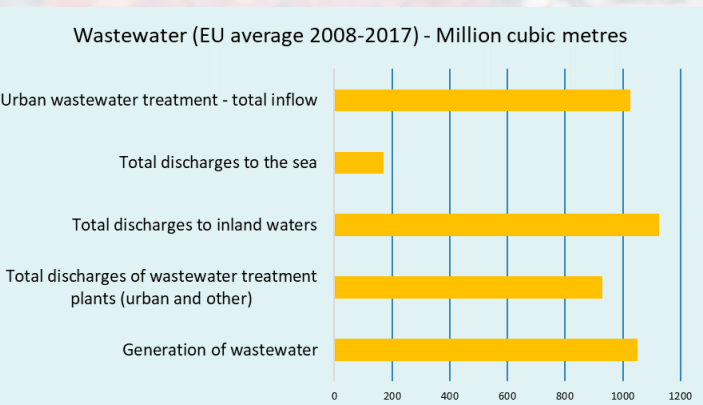 Wastewater (EU average 2008-2017) - Million cubic metres
Urban wastewater treatment - total inflow
Total discharges to the sea
Total discharges to inland waters
Total discharges of wastewater treatment
plants (urban and other)
Generation of wastewater
0 200 400 600 800 1000 1200